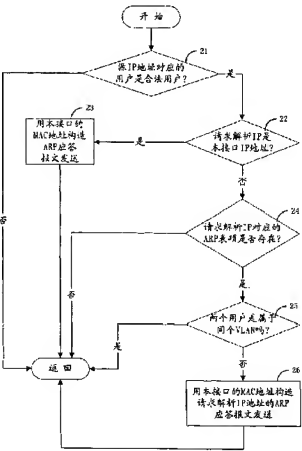 开始
21
源IP地址对应的
用户是合法用户?
是
23
用本接口的
MAC地址构造
ARP应答
报文发送
22
请求解析IP是
本接口IP地址?
是
否
否
24
请求解析IP对应的
ARP表项是否存在?
否
是
25
两个用户是属于
同个VLAN吗?
是
否
返回
26
用本接口的MAC地址构造
请求解析IP地址的ARP
应答报文发送